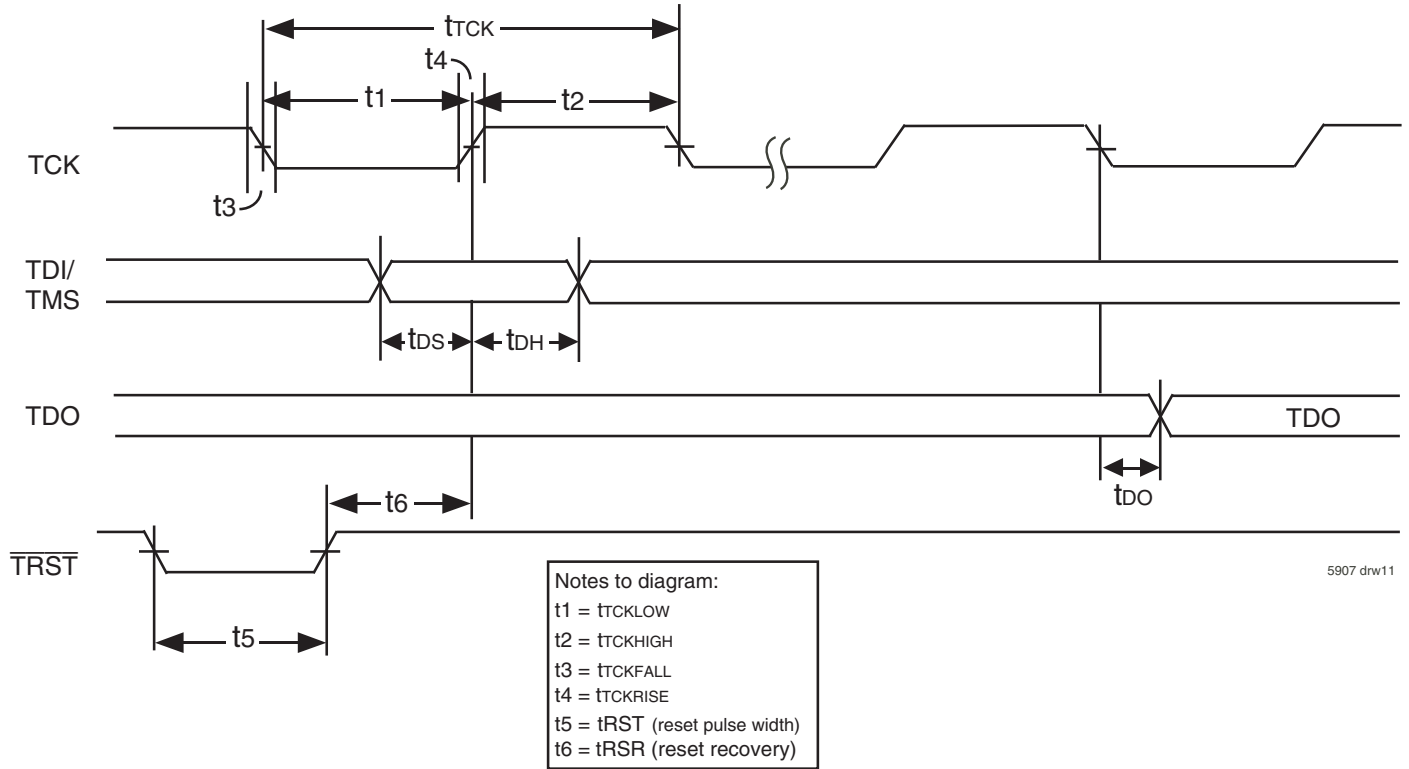 tTCK
t4
t1
t2
TCK
t3
TDI/
TMS
tDS
tDH
TDO
TDO
tDO
t6
TRST
5907 drw11
t5
Notes to diagram:
t1 = tTCKLOW
t2 = tTCKHIGH
t3 = tTCKFALL
t4 = tTCKRISE
t5 = tRST (reset pulse width)
t6 = tRSR (reset recovery)